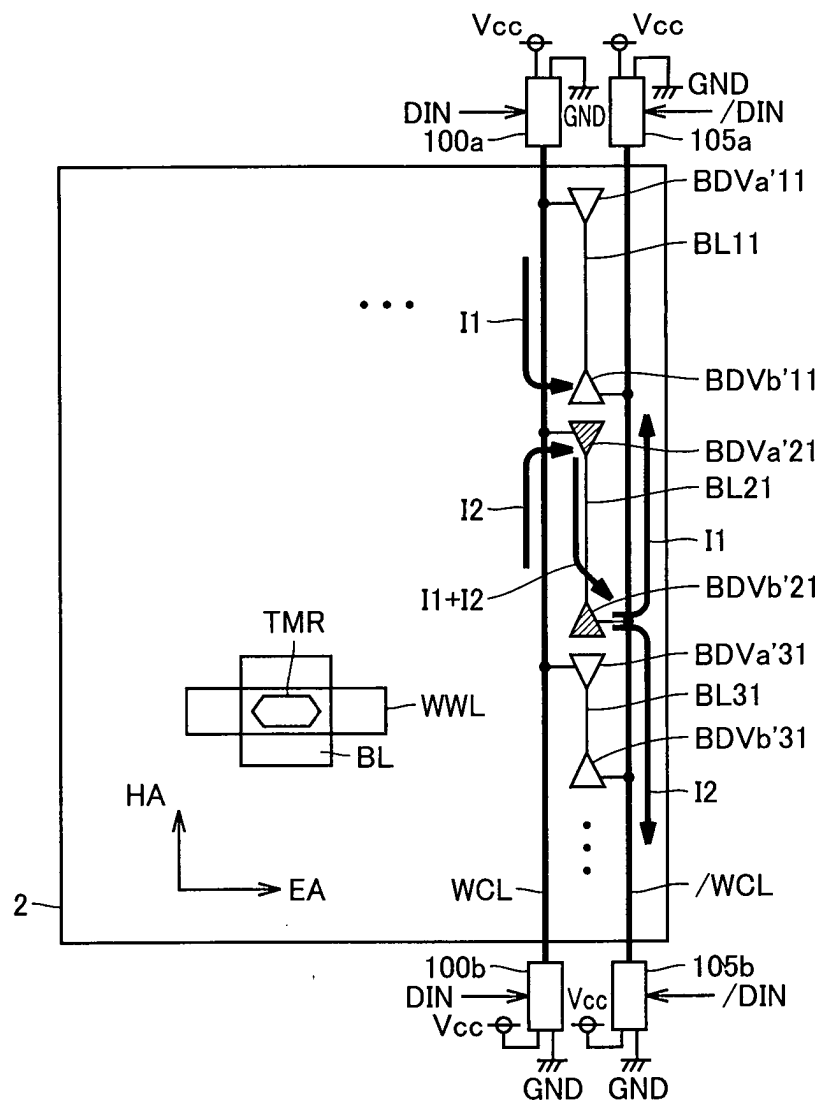 Vcc
Vcc
GND
GND
DIN
/DIN
100a
105a
BDVa'11
BL11
• • •
I1
BDVb'11
BDVa'21
BL21
I2
I1
I1+I2
BDVb'21
TMR
BDVa'31
WWL
BL31
BL
BDVb'31
HA
I2
EA
WCL
/WCL
2
100b
105b
DIN
Vcc
/DIN
Vcc
GND
GND